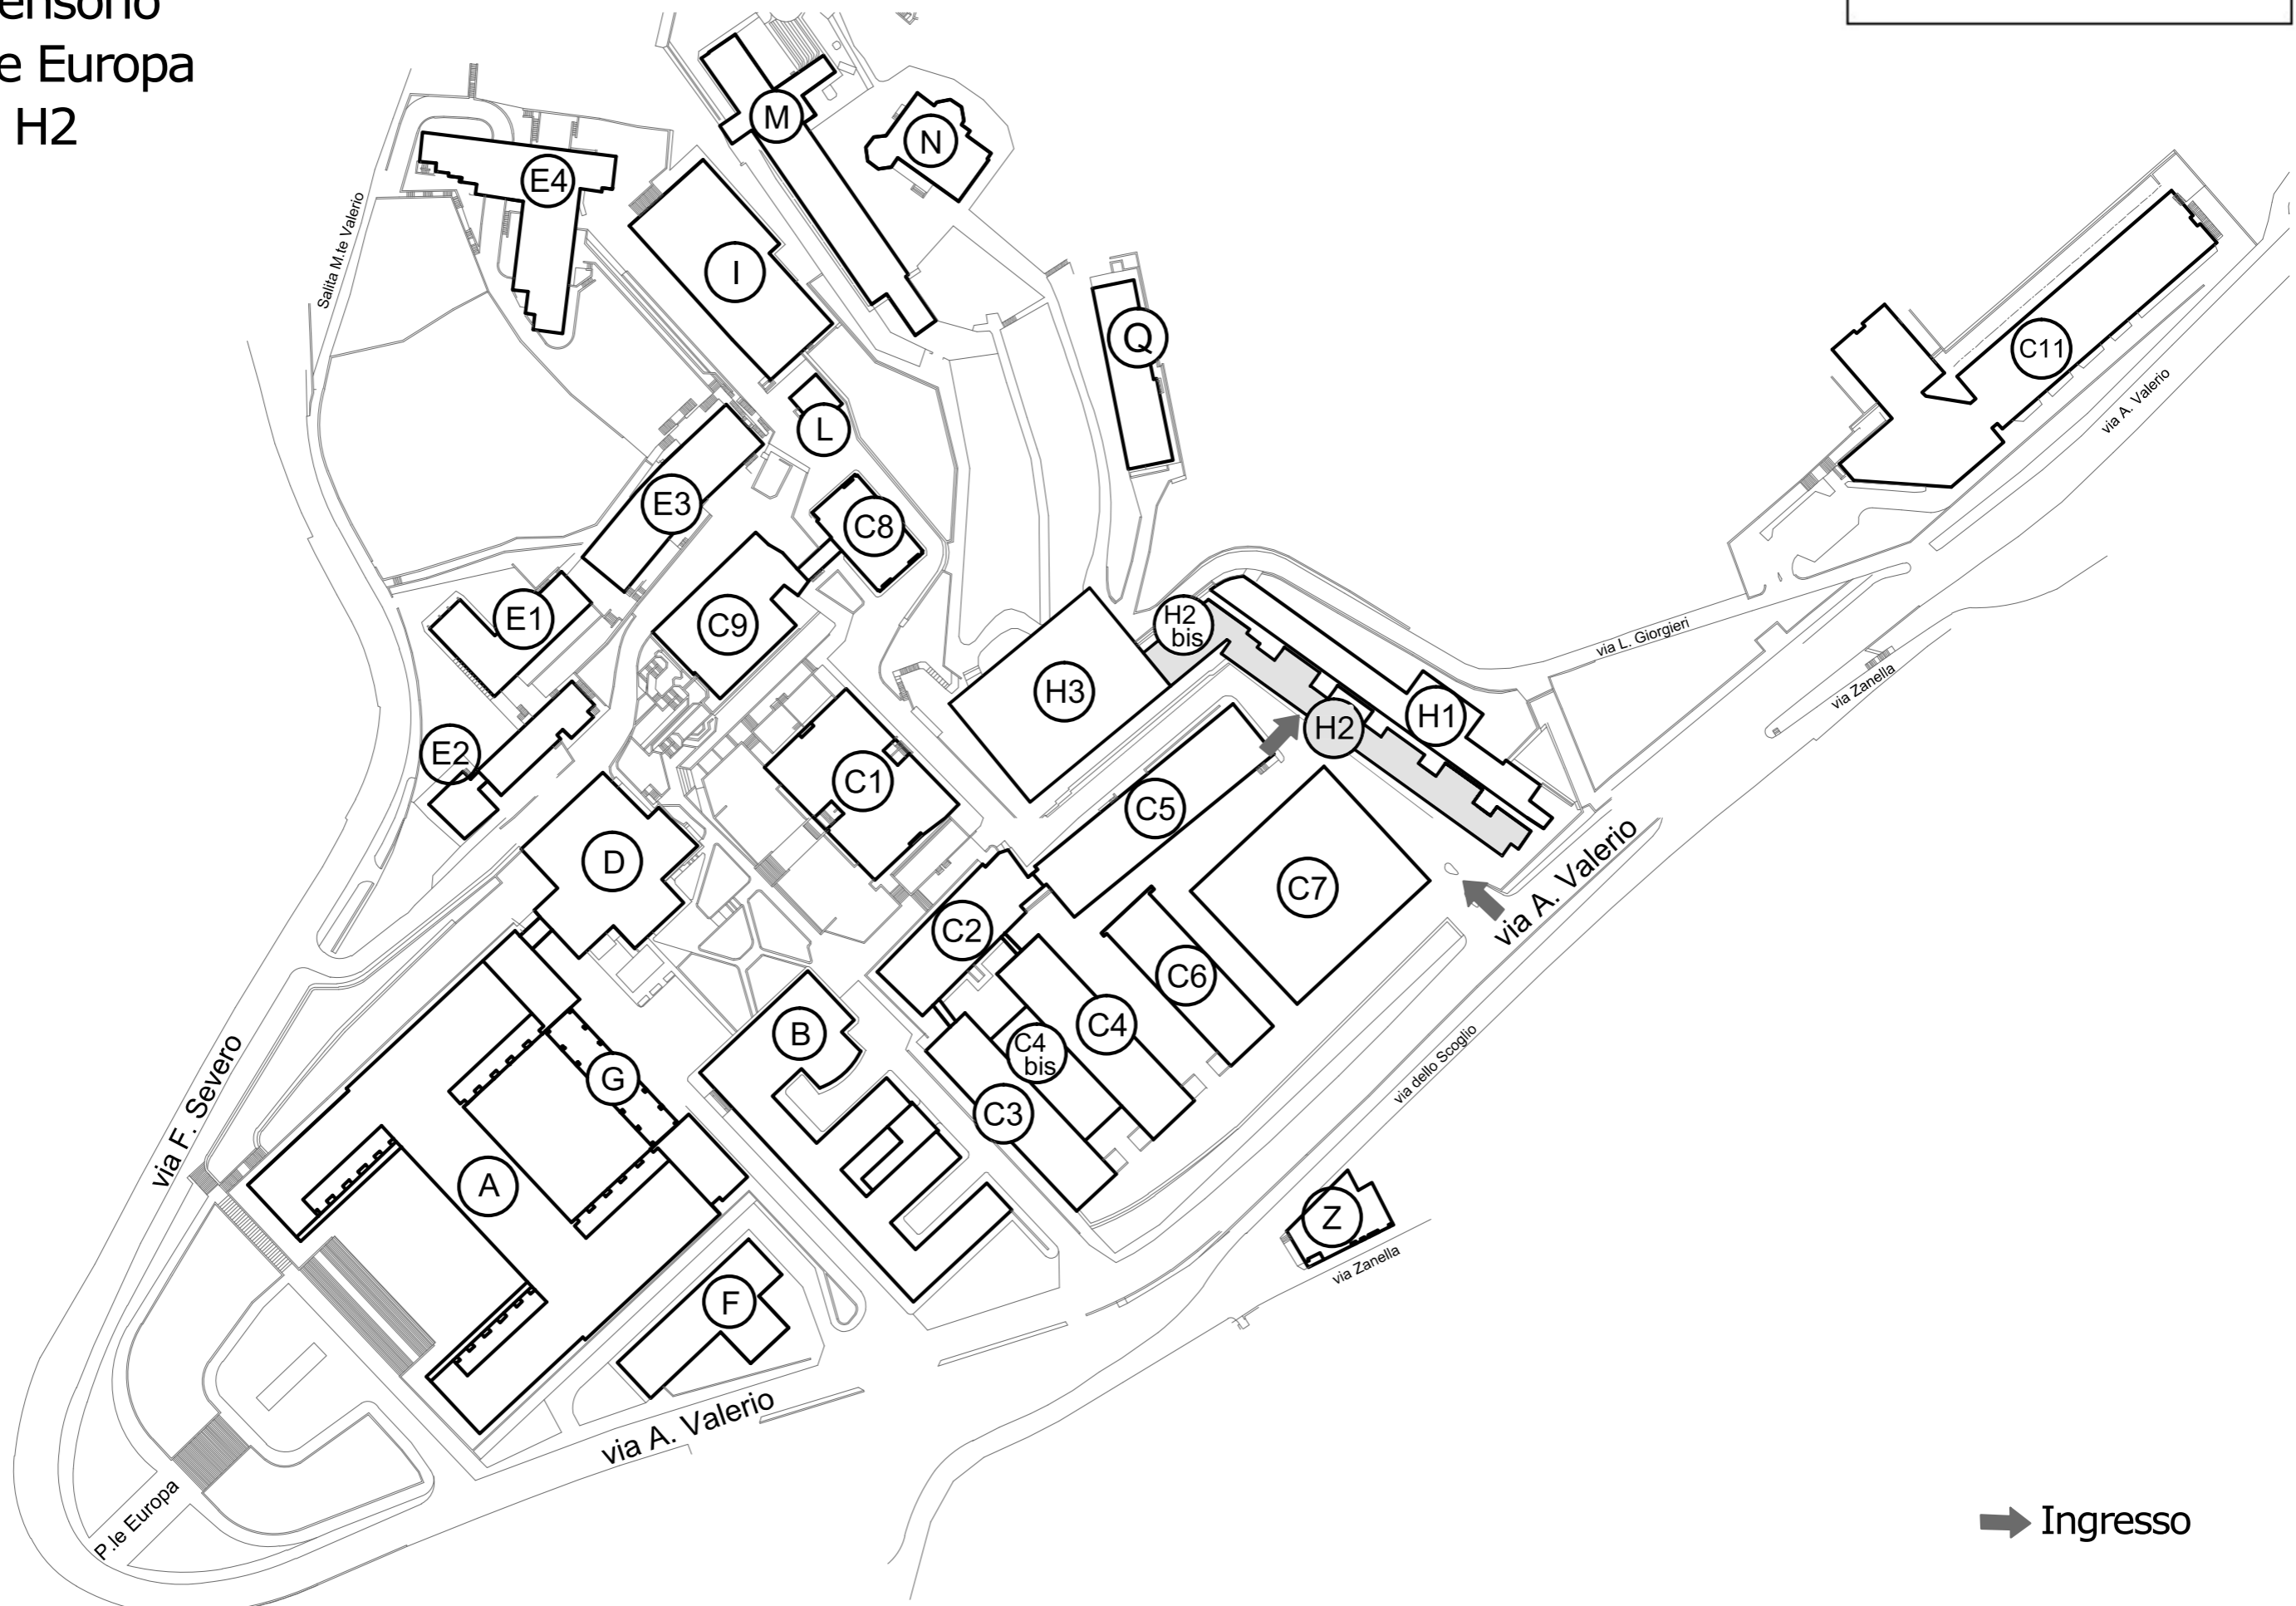 ensorio
e Europa
H2
M
N
E4
Salita M.te Valerio
I
Q
C11
via A. Valerio
L
E3
C8
E1
C9
H2
bis
via L. Giorgieri
H3
via Zanella
H1
H2
E2
C1
C5
D
C7
via A. Valerio
C2
C6
B
C4
C4
bis
via dello Scoglio
G
via F. Severo
C3
A
Z
via Zanella
F
via A. Valerio
P.le Europa
Ingresso